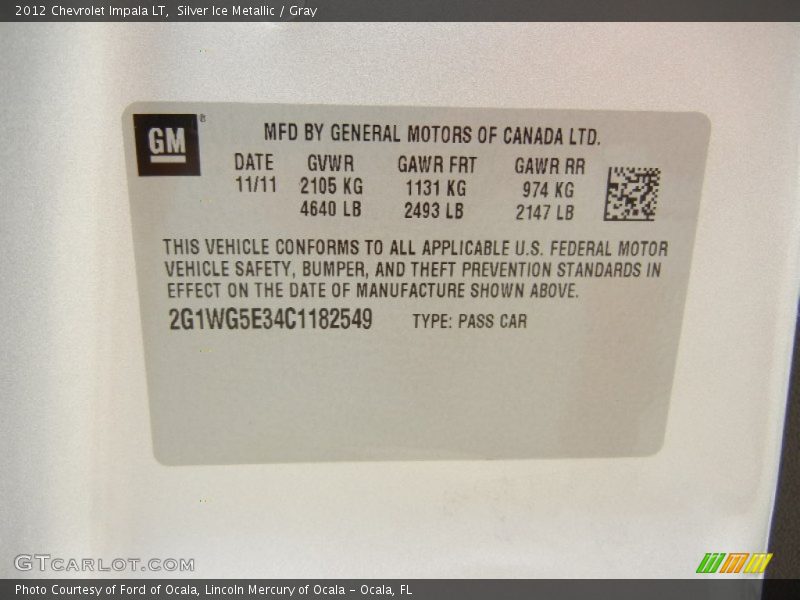 2012 Chevrolet Impala LT, Silver Ice Metallic / Gray
GM ®
MFD BY GENERAL MOTORS OF CANADA LTD.
DATE GVWR GAWR FRT GAWR RR
11/11 2105 KG 1131 KG 974 KG
4640 LB 2493 LB 2147 LB
THIS VEHICLE CONFORMS TO ALL APPLICABLE U.S. FEDERAL MOTOR
VEHICLE SAFETY, BUMPER, AND THEFT PREVENTION STANDARDS IN
EFFECT ON THE DATE OF MANUFACTURE SHOWN ABOVE.
2G1WG5E34C1182549 TYPE: PASS CAR
GTCARLOT.COM
Photo Courtesy of Ford of Ocala, Lincoln Mercury of Ocala - Ocala, FL